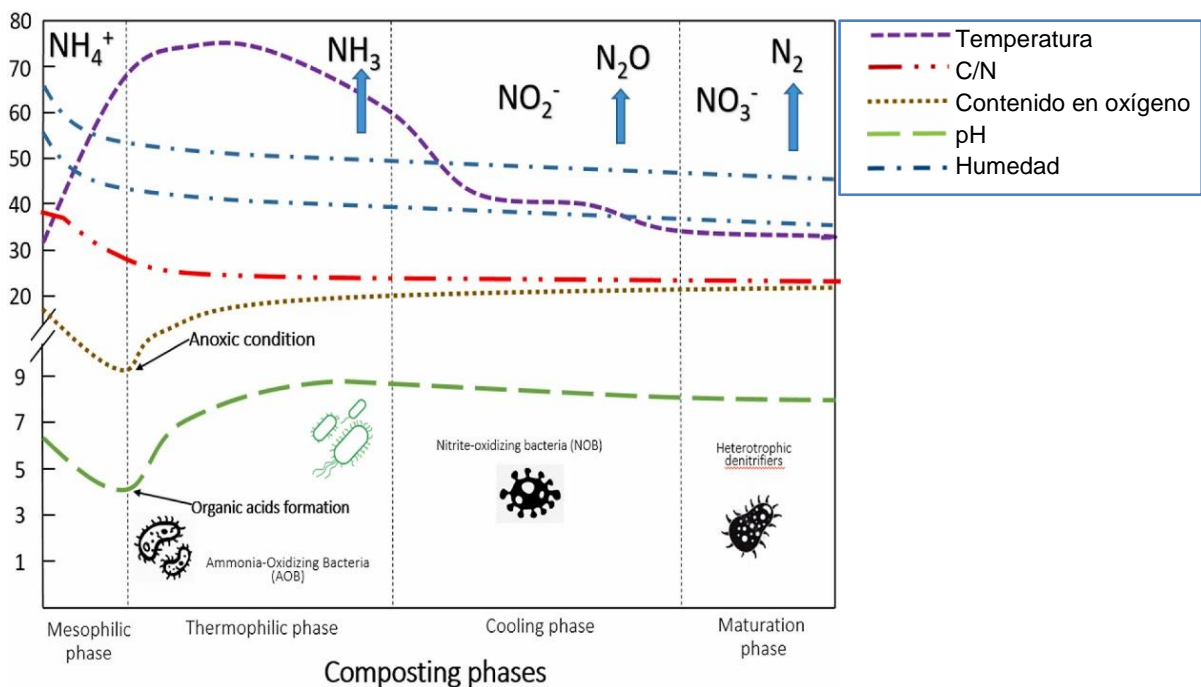 80
70
60
50
40
30
20
9
7
5
3
1
NH₄⁺
NH₃
N₂O
NO₂⁻
N₂
NO₃⁻
Temperatura
C/N
Contenido en oxígeno
pH
Humedad
Anoxic condition
Organic acids formation
Ammonia-Oxidizing Bacteria
(AOB)
Nitrite-oxidizing bacteria (NOB)
Heterotrophic
denitrifiers
Mesophilic
phase
Thermophilic phase
Cooling phase
Maturation
phase
Composting phases